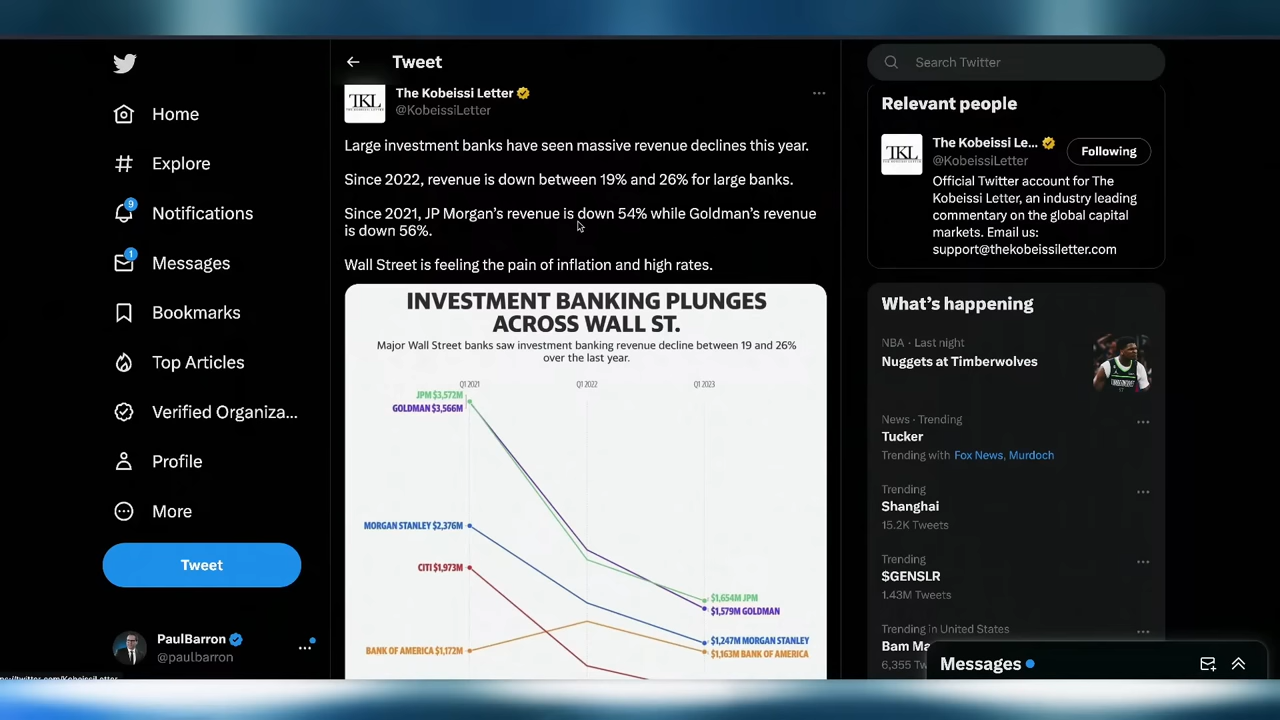 Home
Explore
9
Notifications
1
Messages
Bookmarks
Top Articles
Verified Organiza...
Profile
More
Tweet
PaulBarron
@paulbarron
Tweet
TKL
The Kobeissi Letter
@KobeissiLetter
Large investment banks have seen massive revenue declines this year.
Since 2022, revenue is down between 19% and 26% for large banks.
Since 2021, JP Morgan's revenue is down 54% while Goldman's revenue
is down 56%.
Wall Street is feeling the pain of inflation and high rates.
INVESTMENT BANKING PLUNGES
ACROSS WALL ST.
Major Wall Street banks saw investment banking revenue decline between 19 and 26%
over the last year.
Q1 2021 Q1 2022 Q1 2023
JPM $3,572M
GOLDMAN $3,566M
MORGAN STANLEY $2,376M
CITI $1,973M
BANK OF AMERICA $1,172M
$1,654M JPM
$1,579M GOLDMAN
$1,247M MORGAN STANLEY
$1,163M BANK OF AMERICA
Search Twitter
Relevant people
TKL
The Kobeissi Le...
@KobeissiLetter
Following
Official Twitter account for The
Kobeissi Letter, an industry leading
commentary on the global capital
markets. Email us:
support@thekobeissiletter.com
What's happening
NBA · Last night
Nuggets at Timberwolves
News · Trending
Tucker
Trending with Fox News, Murdoch
Trending
Shanghai
15.2K Tweets
Trending
$GENSLR
1.43M Tweets
Trending in United States
Bam Ma
6,355 Tw
Messages